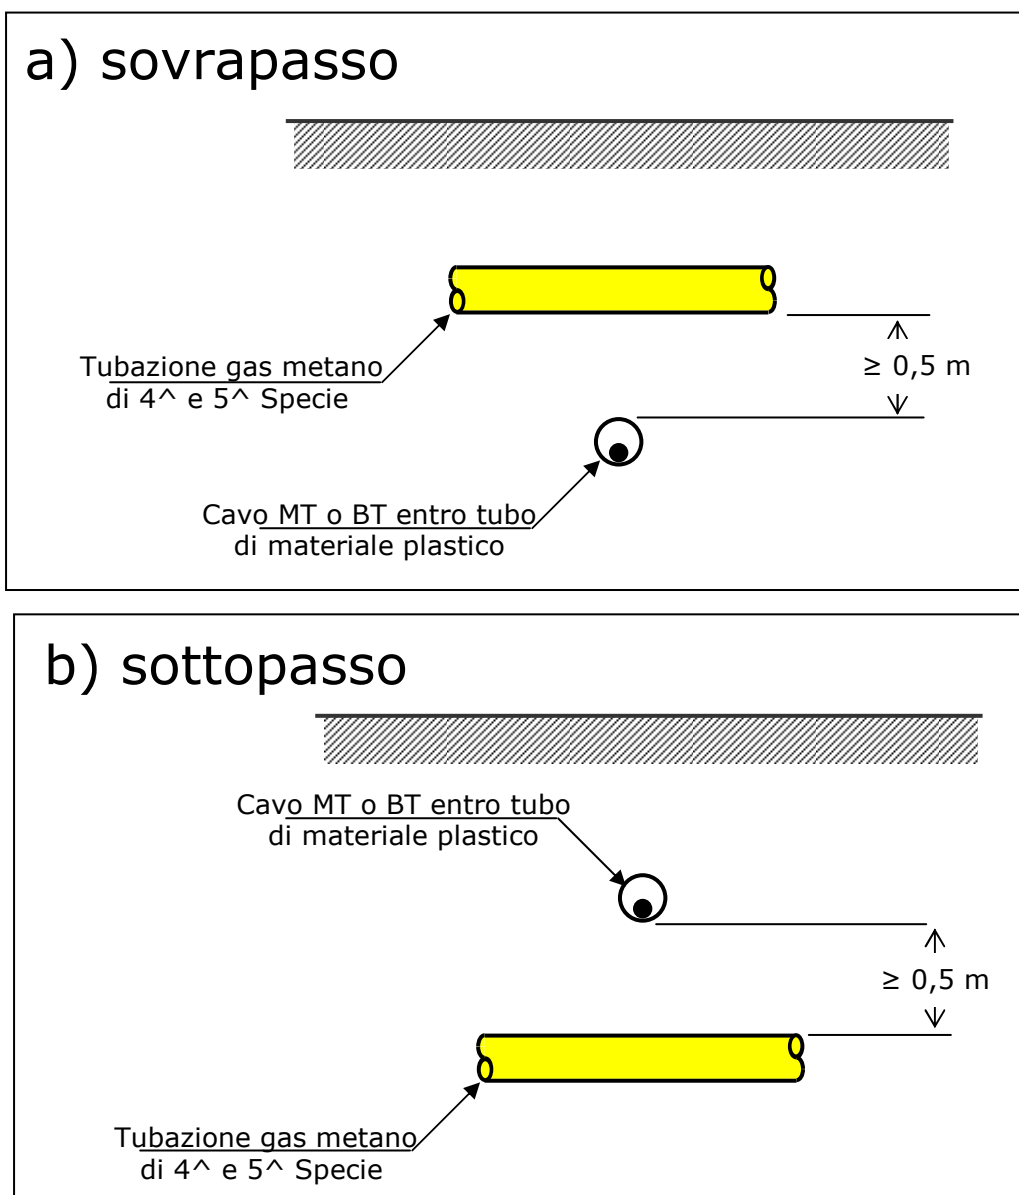 a) sovrapasso
Tubazione gas metano
di 4^ e 5^ Specie
≥ 0,5 m
Cavo MT o BT entro tubo
di materiale plastico
b) sottopasso
Cavo MT o BT entro tubo
di materiale plastico
≥ 0,5 m
Tubazione gas metano
di 4^ e 5^ Specie